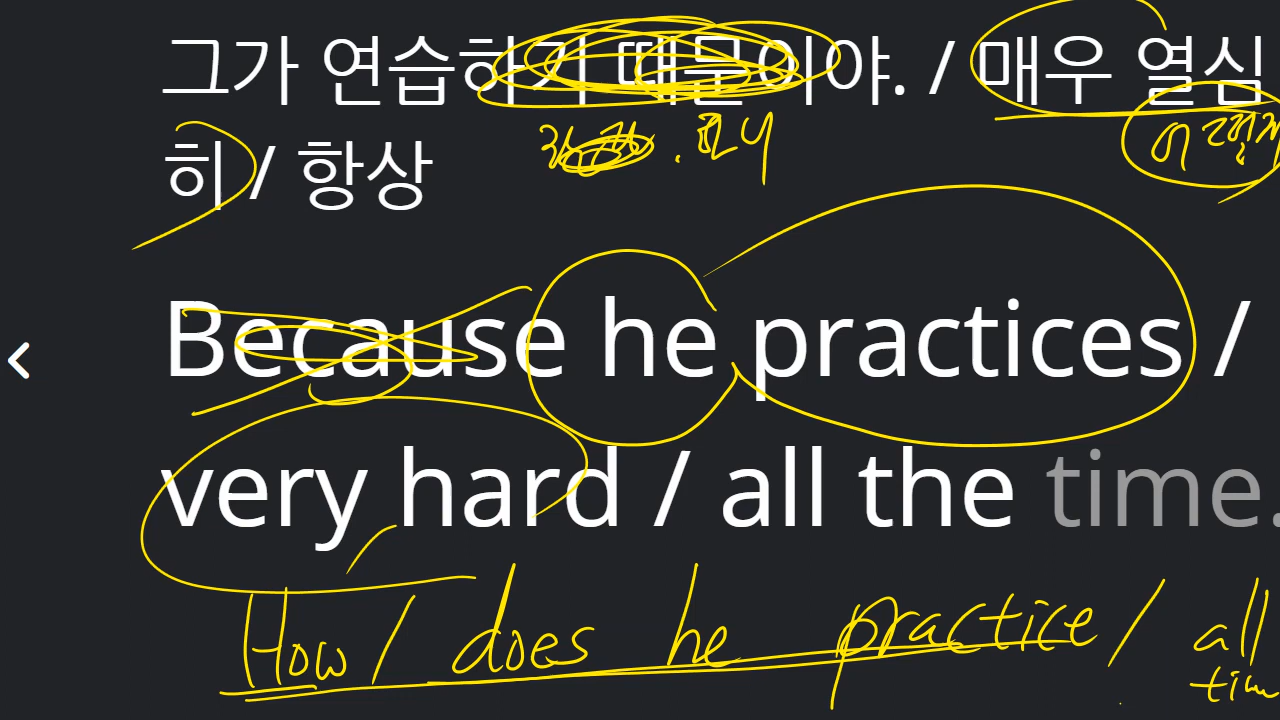 그가 연습하기 때문이야. / 매우 열심
히 / 항상
Because he practices /
very hard / all the time.
How / does he practice / all
time